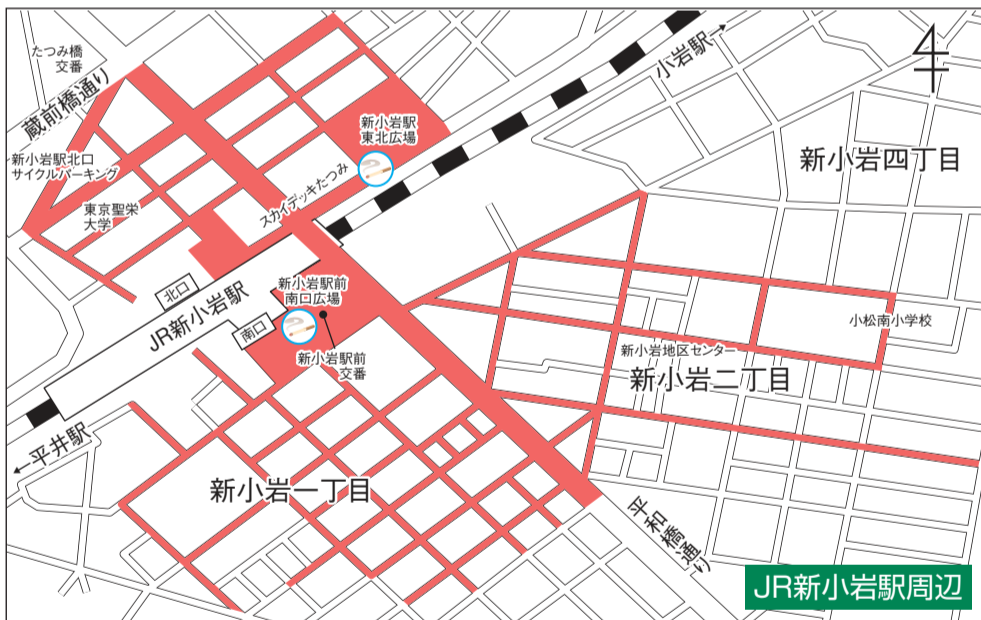 たつみ橋
交番
蔵前橋通り
新小岩駅北口
サイクルパーキング
東京聖栄
大学
新小岩駅
東北広場
スカイデッキたつみ
小岩駅
新小岩四丁目
北口
JR新小岩駅
南口
新小岩駅前
南口広場
新小岩駅前
交番
小松南小学校
新小岩地区センター
新小岩二丁目
平井駅
新小岩一丁目
平和橋通り
JR新小岩駅周辺